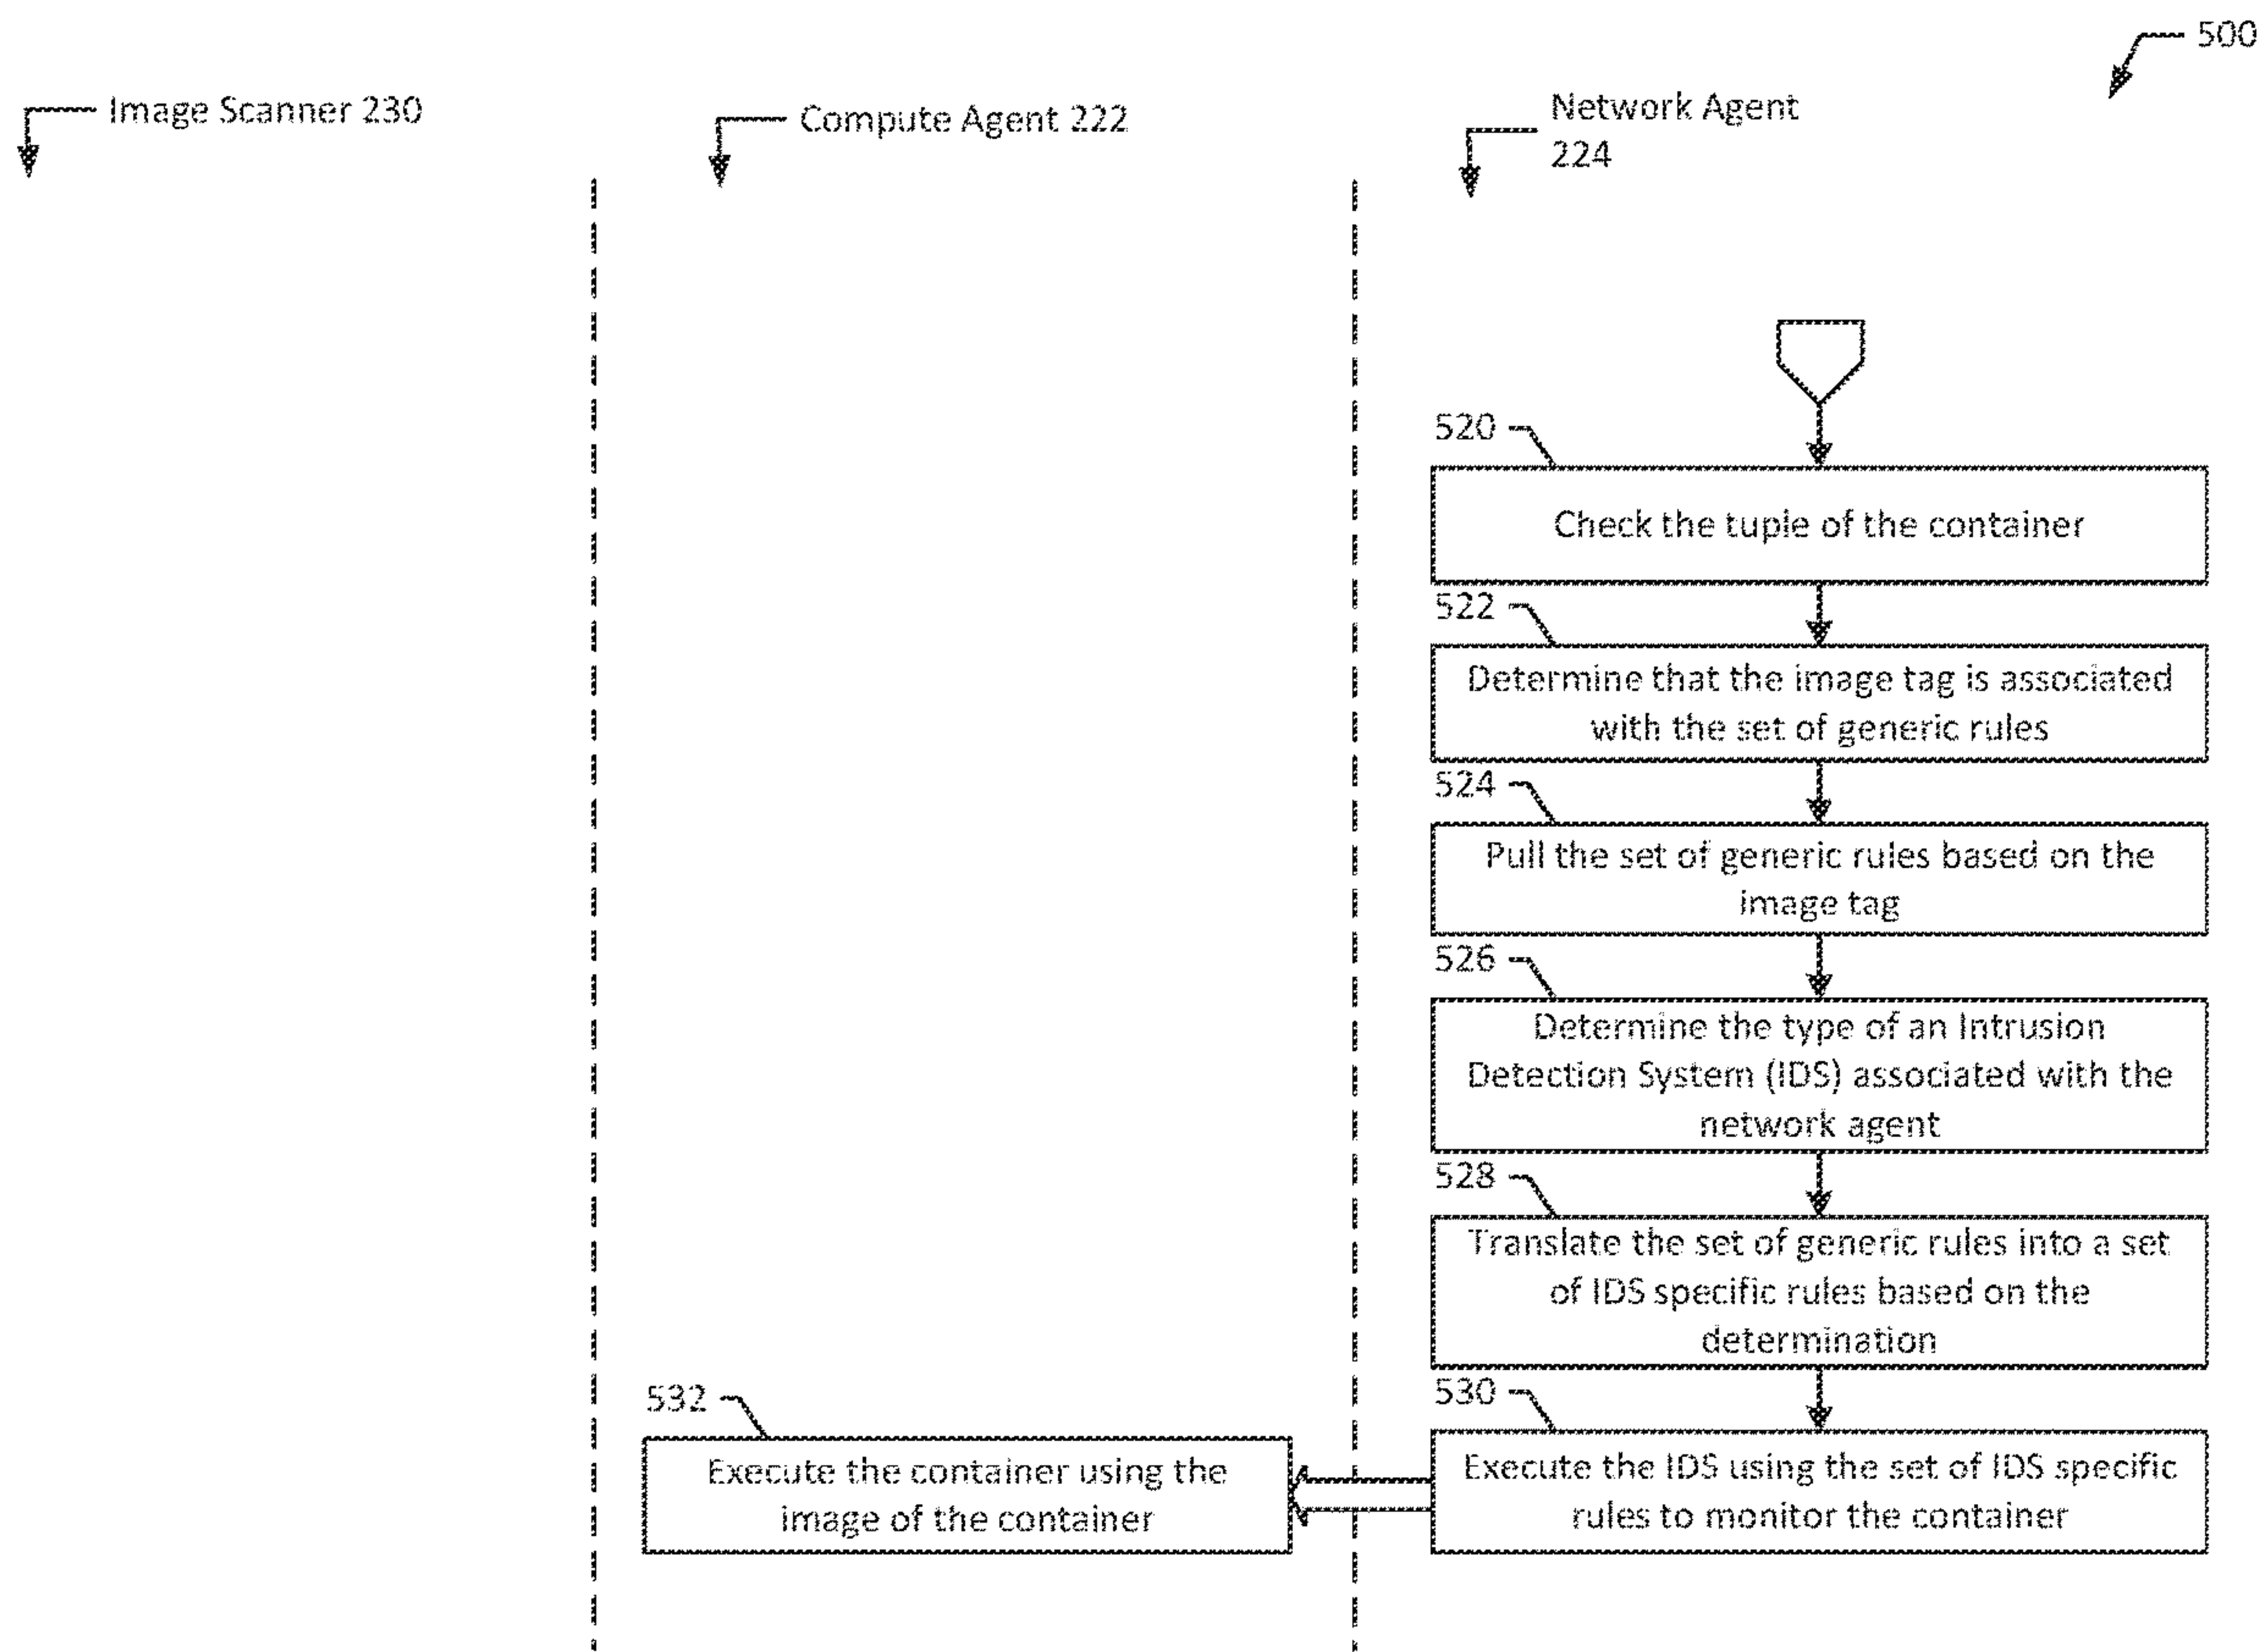 500
Image Scanner 230
Compute Agent 222
Network Agent
224
520
Check the tuple of the container
522
Determine that the image tag is associated
with the set of generic rules
524
Pull the set of generic rules based on the
image tag
526
Determine the type of an Intrusion
Detection System (IDS) associated with the
network agent
528
Translate the set of generic rules into a set
of IDS specific rules based on the
determination
530
Execute the IDS using the set of IDS specific
rules to monitor the container
532
Execute the container using the
image of the container